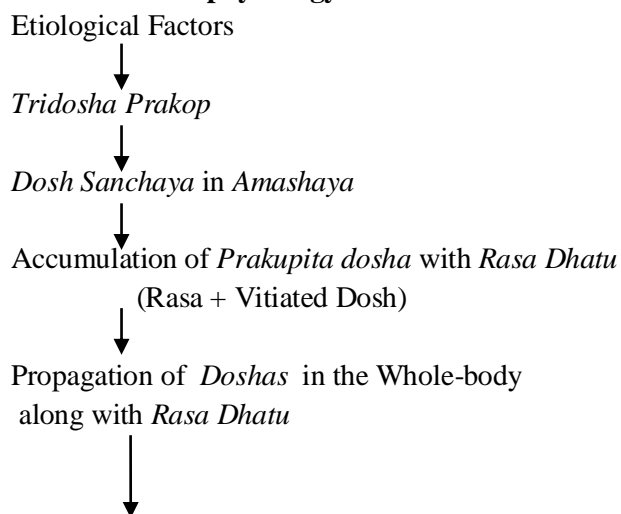 Etiological Factors
Tridosha Prakop
Dosh Sanchaya in Amashaya
Accumulation of Prakupita dosha with Rasa Dhatu
(Rasa + Vitiated Dosh)
Propagation of Doshas in the Whole-body
along with Rasa Dhatu